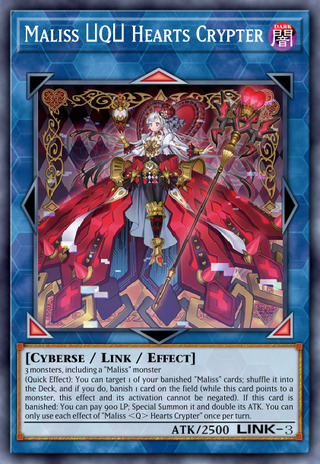 Maliss <Q> Hearts Crypter
DARK
闇
[Cyberse / Link / Effect]
3 monsters, including a "Maliss" monster
(Quick Effect): You can target 1 of your banished "Maliss" cards; shuffle it into
the Deck, and if you do, banish 1 card on the field (while this card points to a
monster, this effect and its activation cannot be negated). If this card is
banished: You can pay 900 LP; Special Summon it and double its ATK. You can
only use each effect of "Maliss <Q> Hearts Crypter" once per turn.
ATK/2500 LINK-3